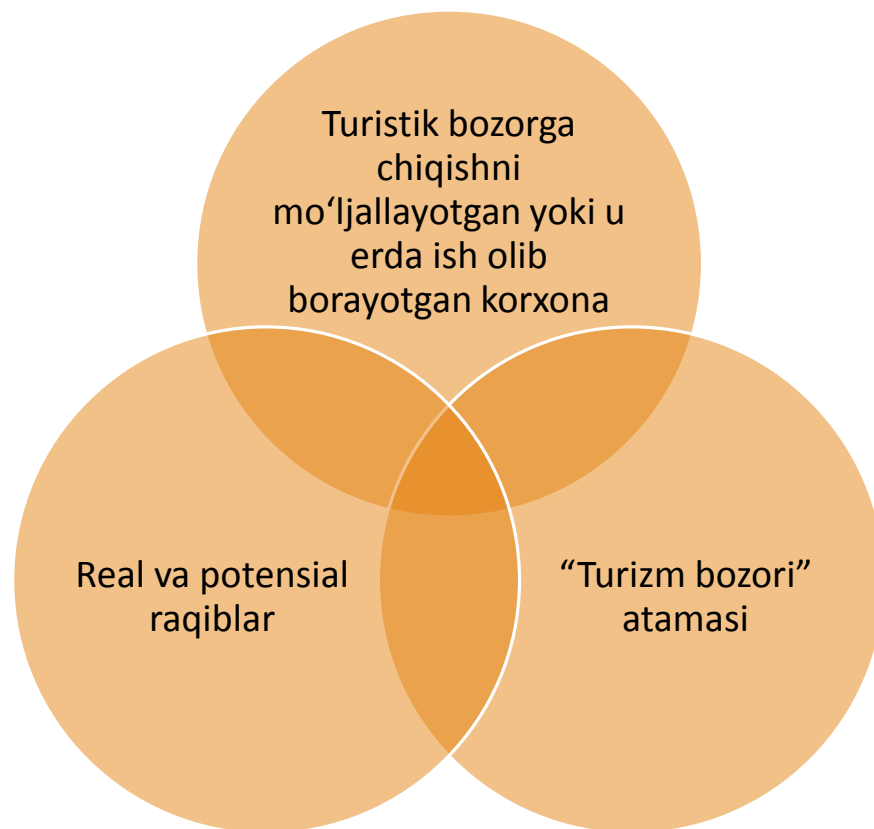 Turistik bozorga
chiqishni
mo‘ljallayotgan yoki u
erda ish olib
borayotgan korxona
Real va potensial
raqiblar
“Turizm bozori”
atamasi